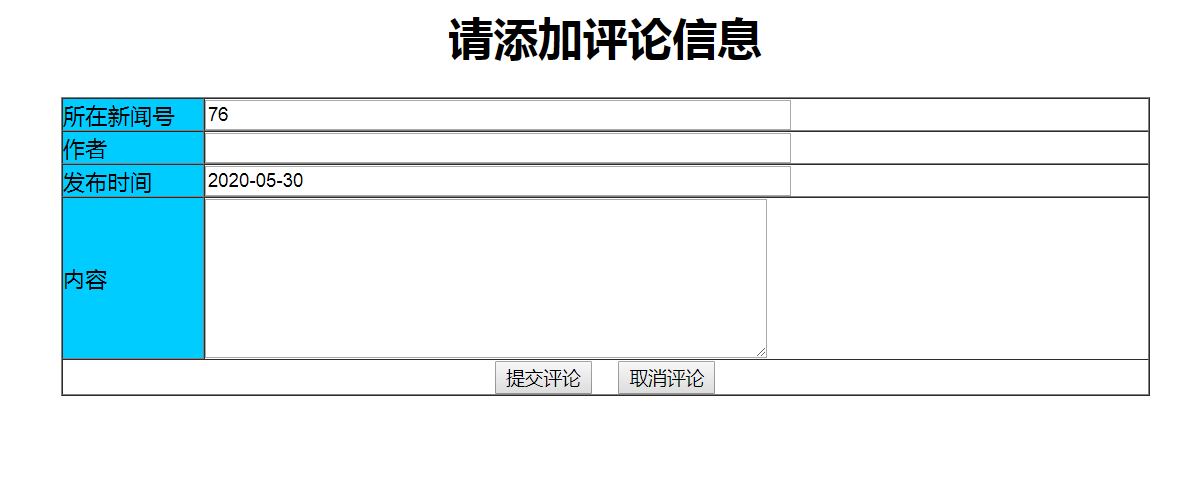 请添加评论信息
所在新闻号 76
作者
发布时间 2020-05-30
内容
提交评论 取消评论